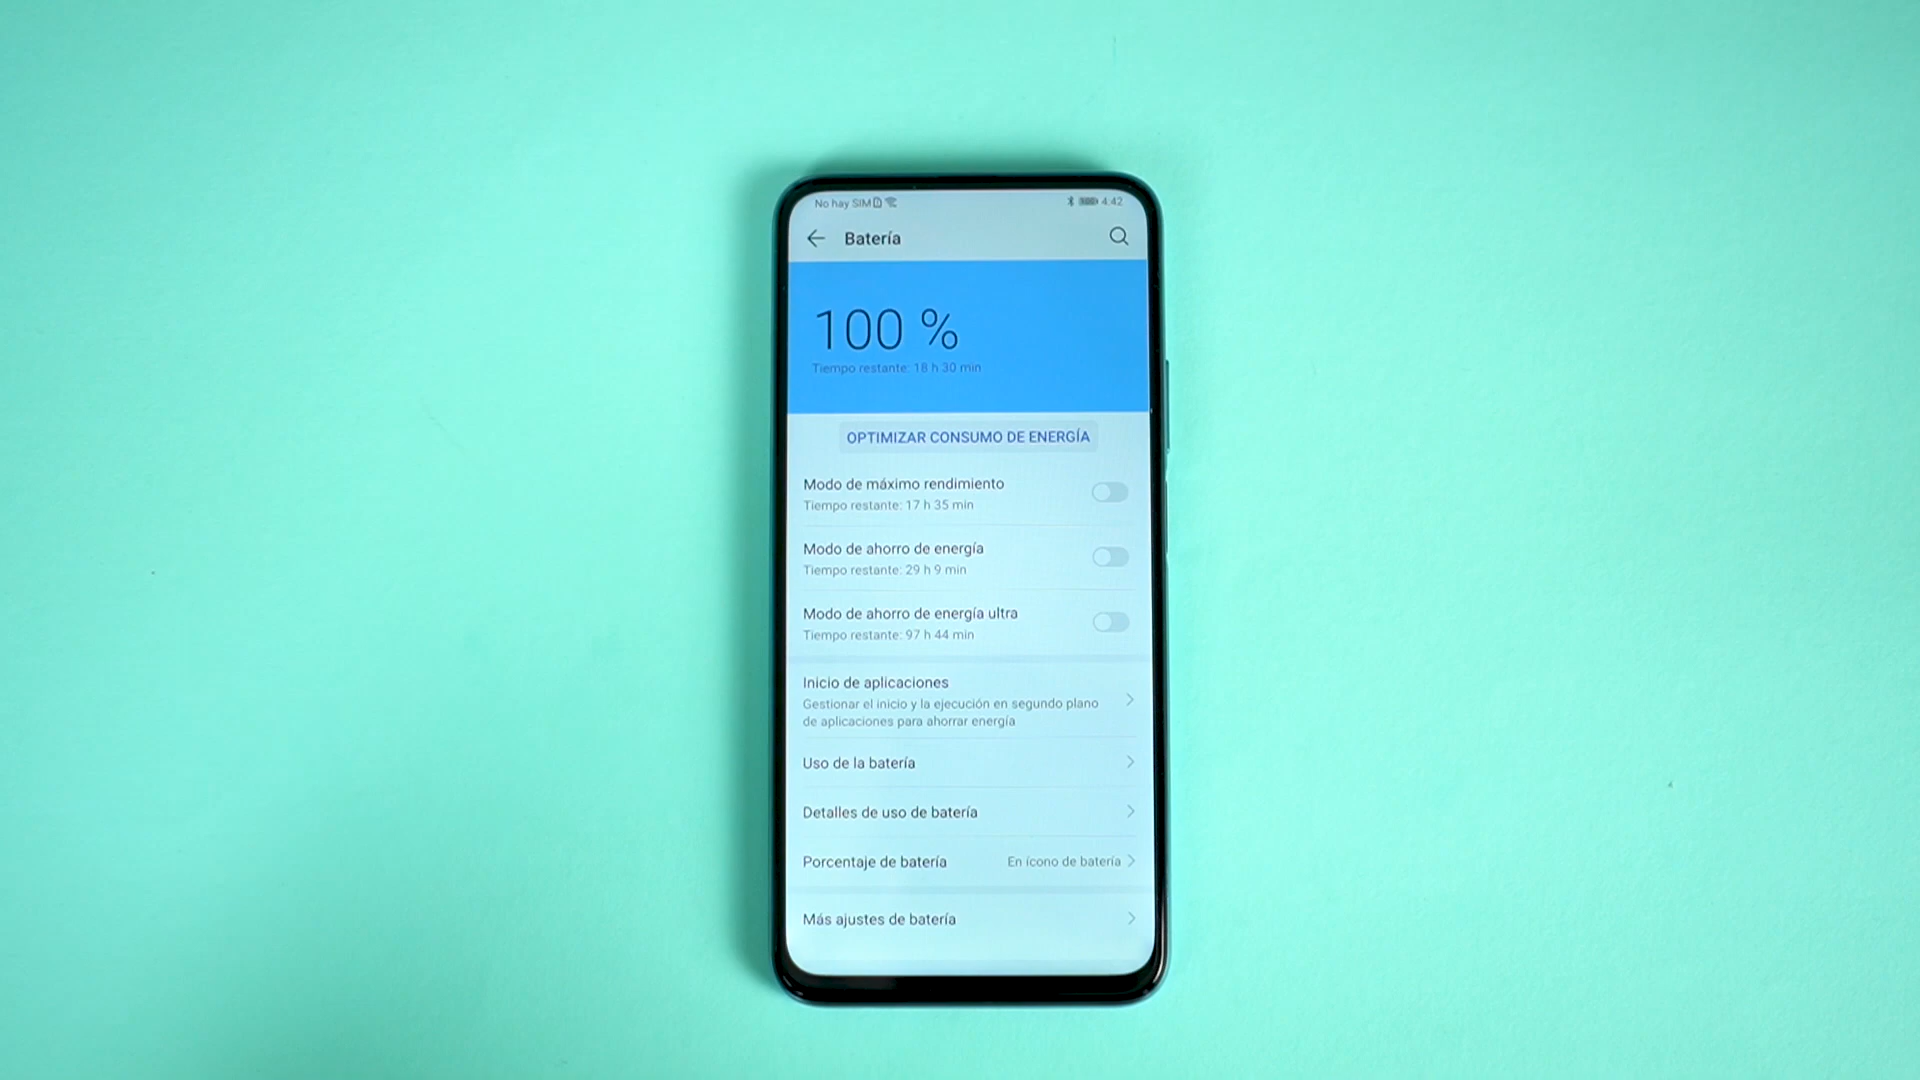 No hay SIM 4:42
Batería
100 %
Tiempo restante: 18 h 30 min
OPTIMIZAR CONSUMO DE ENERGÍA
Modo de máximo rendimiento
Tiempo restante: 17 h 35 min
Modo de ahorro de energía
Tiempo restante: 29 h 9 min
Modo de ahorro de energía ultra
Tiempo restante: 97 h 44 min
Inicio de aplicaciones
Gestionar el inicio y la ejecución en segundo plano
de aplicaciones para ahorrar energía
Uso de la batería
Detalles de uso de batería
Porcentaje de batería En ícono de batería
Más ajustes de batería